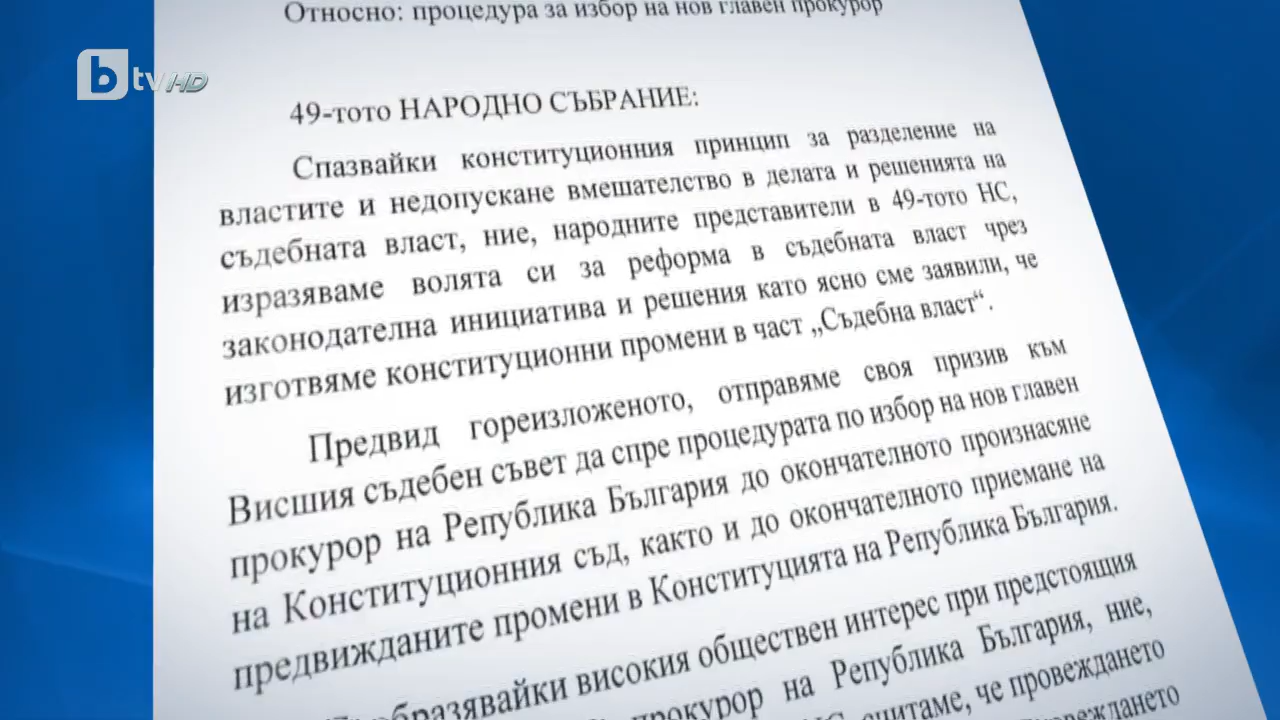 Относно: процедура за избор на нов главен прокурор
btv HD
49-тото НАРОДНО СЪБРАНИЕ:
Спазвайки конституционния принцип за разделение на
властите и недопускане вмешателство в делата и решенията на
съдебната власт, ние, народните представители в 49-тото НС,
изразяваме волята си за реформа в съдебната власт чрез
законодателна инициатива и решения като ясно сме заявили, че
изготвяме конституционни промени в част „Съдебна власт“.
Предвид гореизложеното, отправяме своя призив към
Висшия съдебен съвет да спре процедурата по избор на нов главен
прокурор на Република България до окончателното произнасяне
на Конституционния съд, както и до окончателното приемане на
предвижданите промени в Конституцията на Република България.
високия обществен интерес при предстоящия
прокурор на Република България, ние,
считаме, че провеждането